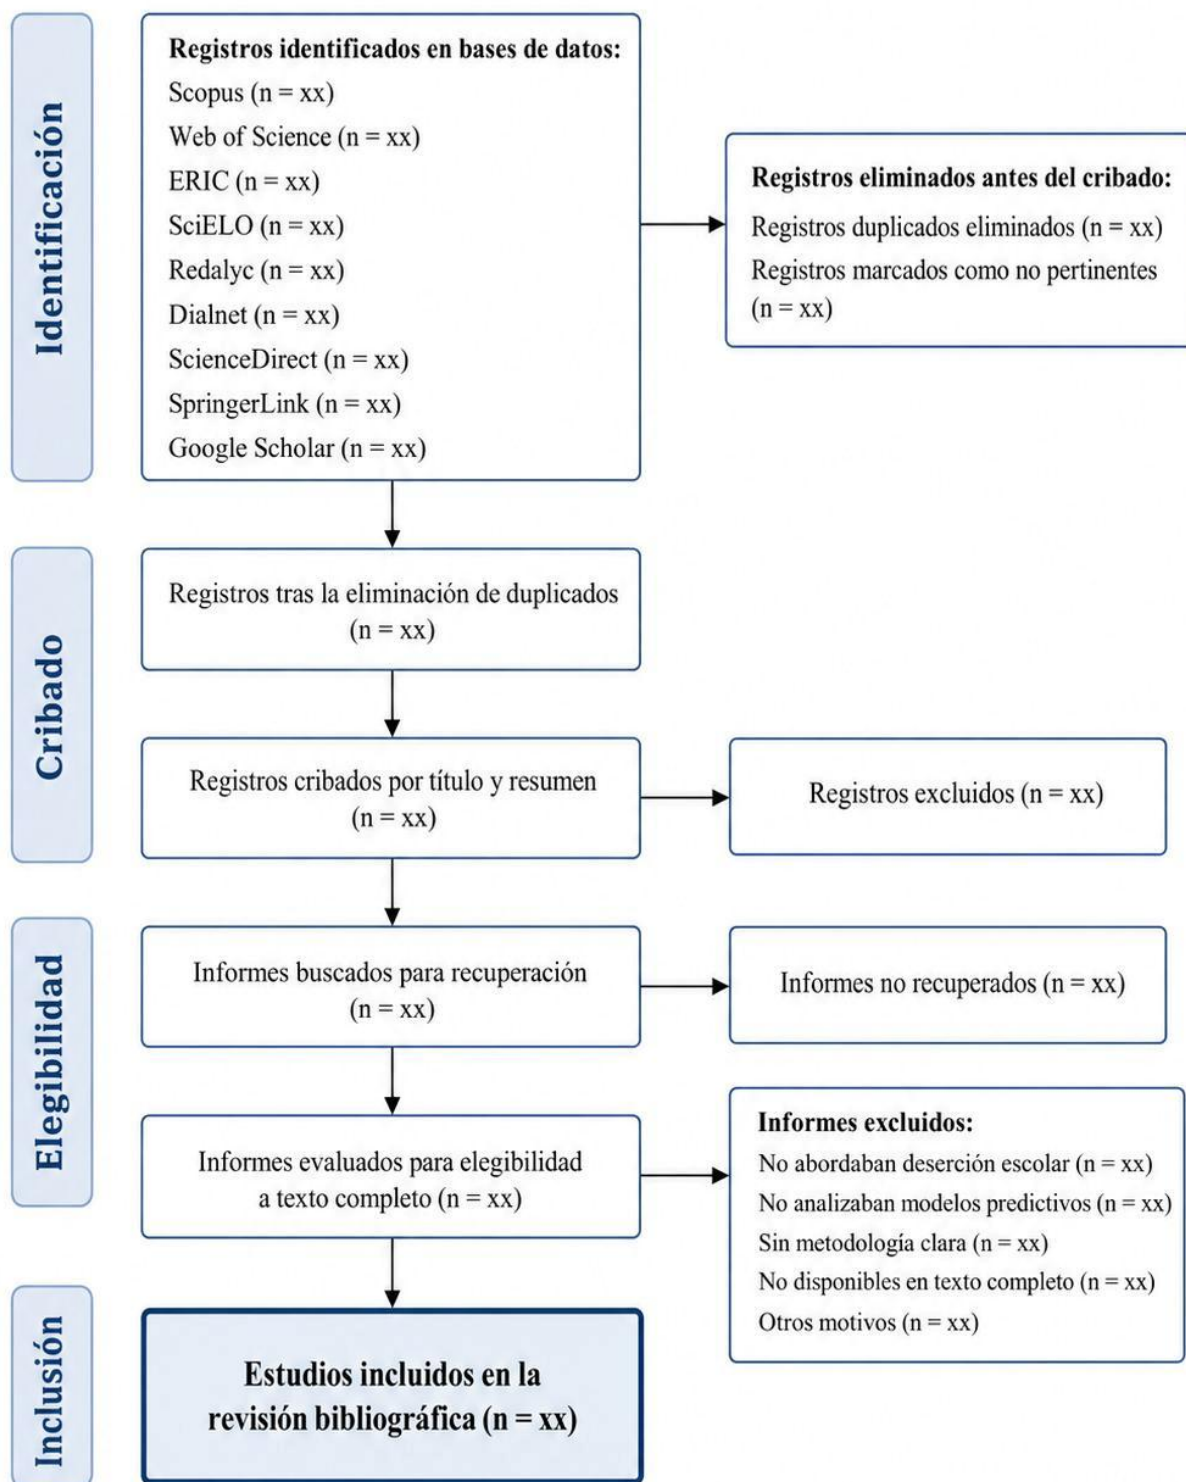 Identificación
Registros identificados en bases de datos:
Scopus (n = xx)
Web of Science (n = xx)
ERIC (n = xx)
SciELO (n = xx)
Redalyc (n = xx)
Dialnet (n = xx)
ScienceDirect (n = xx)
SpringerLink (n = xx)
Google Scholar (n = xx)
Registros eliminados antes del cribado:
Registros duplicados eliminados (n = xx)
Registros marcados como no pertinentes
(n = xx)
Cribado
Registros tras la eliminación de duplicados
(n = xx)
Registros cribados por título y resumen
(n = xx)
Registros excluidos (n = xx)
Elegibilidad
Informes buscados para recuperación
(n = xx)
Informes no recuperados (n = xx)
Informes evaluados para elegibilidad
a texto completo (n = xx)
Informes excluidos:
No abordaban deserción escolar (n = xx)
No analizaban modelos predictivos (n = xx)
Sin metodología clara (n = xx)
No disponibles en texto completo (n = xx)
Otros motivos (n = xx)
Inclusión
Estudios incluidos en la
revisión bibliográfica (n = xx)